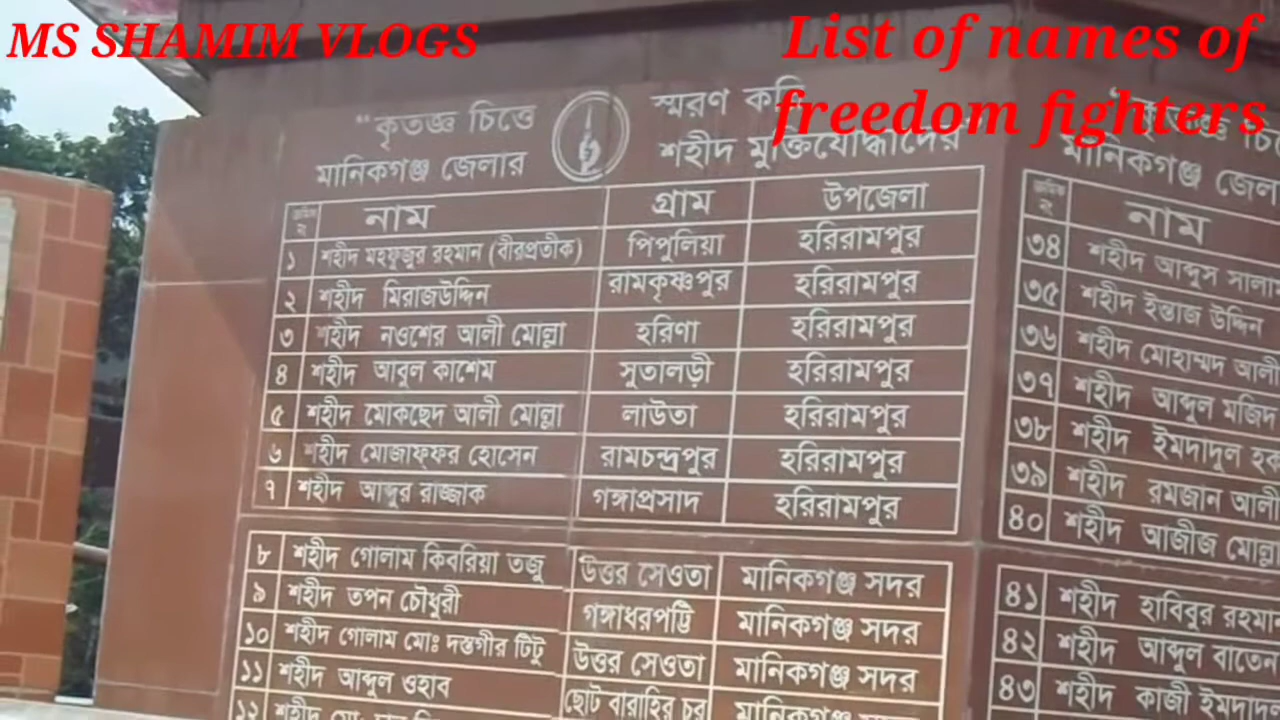 MS SHAMIM VLOGS
List of names of
freedom fighters
"কৃতজ্ঞ চিত্তে স্মরণ করি
মানিকগঞ্জ জেলার শহীদ মুক্তিযোদ্ধাদের"
নাম গ্রাম উপজেলা
১ শহীদ মহফুজুর রহমান (বীরপ্রতীক) পিপুলিয়া হরিরামপুর
২ শহীদ মিরাজউদ্দিন রামকৃষ্ণপুর হরিরামপুর
৩ শহীদ নওশের আলী মোল্লা হরিণা হরিরামপুর
৪ শহীদ আবুল কাশেম সুতালড়ী হরিরামপুর
৫ শহীদ মোকছেদ আলী মোল্লা লাউতা হরিরামপুর
৬ শহীদ মোজাফ্ফর হোসেন রামচন্দ্রপুর হরিরামপুর
৭ শহীদ আব্দুর রাজ্জাক গঙ্গাপ্রসাদ হরিরামপুর
৮ শহীদ গোলাম কিবরিয়া তজু উত্তর সেওতা মানিকগঞ্জ সদর
৯ শহীদ তপন চৌধুরী গঙ্গাধরপট্টি মানিকগঞ্জ সদর
১০ শহীদ গোলাম মোঃ দস্তগীর টিটু উত্তর সেওতা মানিকগঞ্জ সদর
১১ শহীদ আব্দুল ওহাব ছোট বারাহির চর মানিকগঞ্জ সদর
১২ শহীদ মোঃ
"কৃতজ্ঞ
মানিকগঞ্জ
নাম
৩৪ শহীদ আব্দুস
৩৫ শহীদ ইন্তাজ উদ্দিন
৩৬ শহীদ মোহাম্মদ আলী
৩৭ শহীদ আব্দুল মজিদ
৩৮ শহীদ ইমদাদুল
৩৯ শহীদ রমজান আলী
৪০ শহীদ আজীজ মোল্লা
৪১ শহীদ হাবিবুর
৪২ শহীদ আব্দুল বাতেন
৪৩ শহীদ কাজী